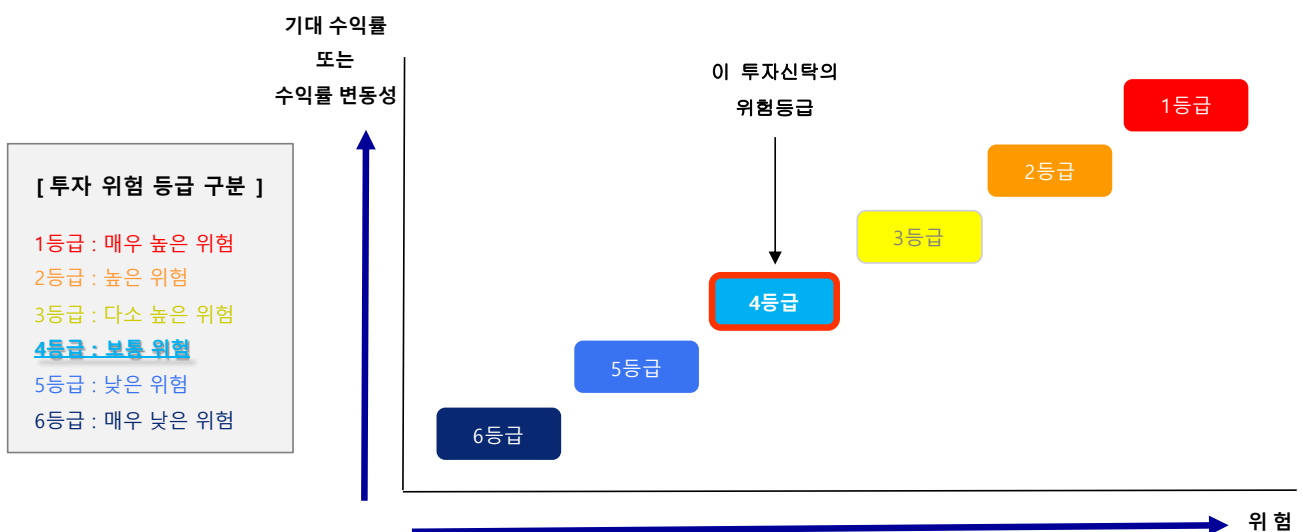 기대 수익률
또는
수익률 변동성
이 투자신탁의
위험등급
1등급
2등급
3등급
4등급
5등급
6등급
[ 투자 위험 등급 구분 ]
1등급 : 매우 높은 위험
2등급 : 높은 위험
3등급 : 다소 높은 위험
4등급 : 보통 위험
5등급 : 낮은 위험
6등급 : 매우 낮은 위험
위 험